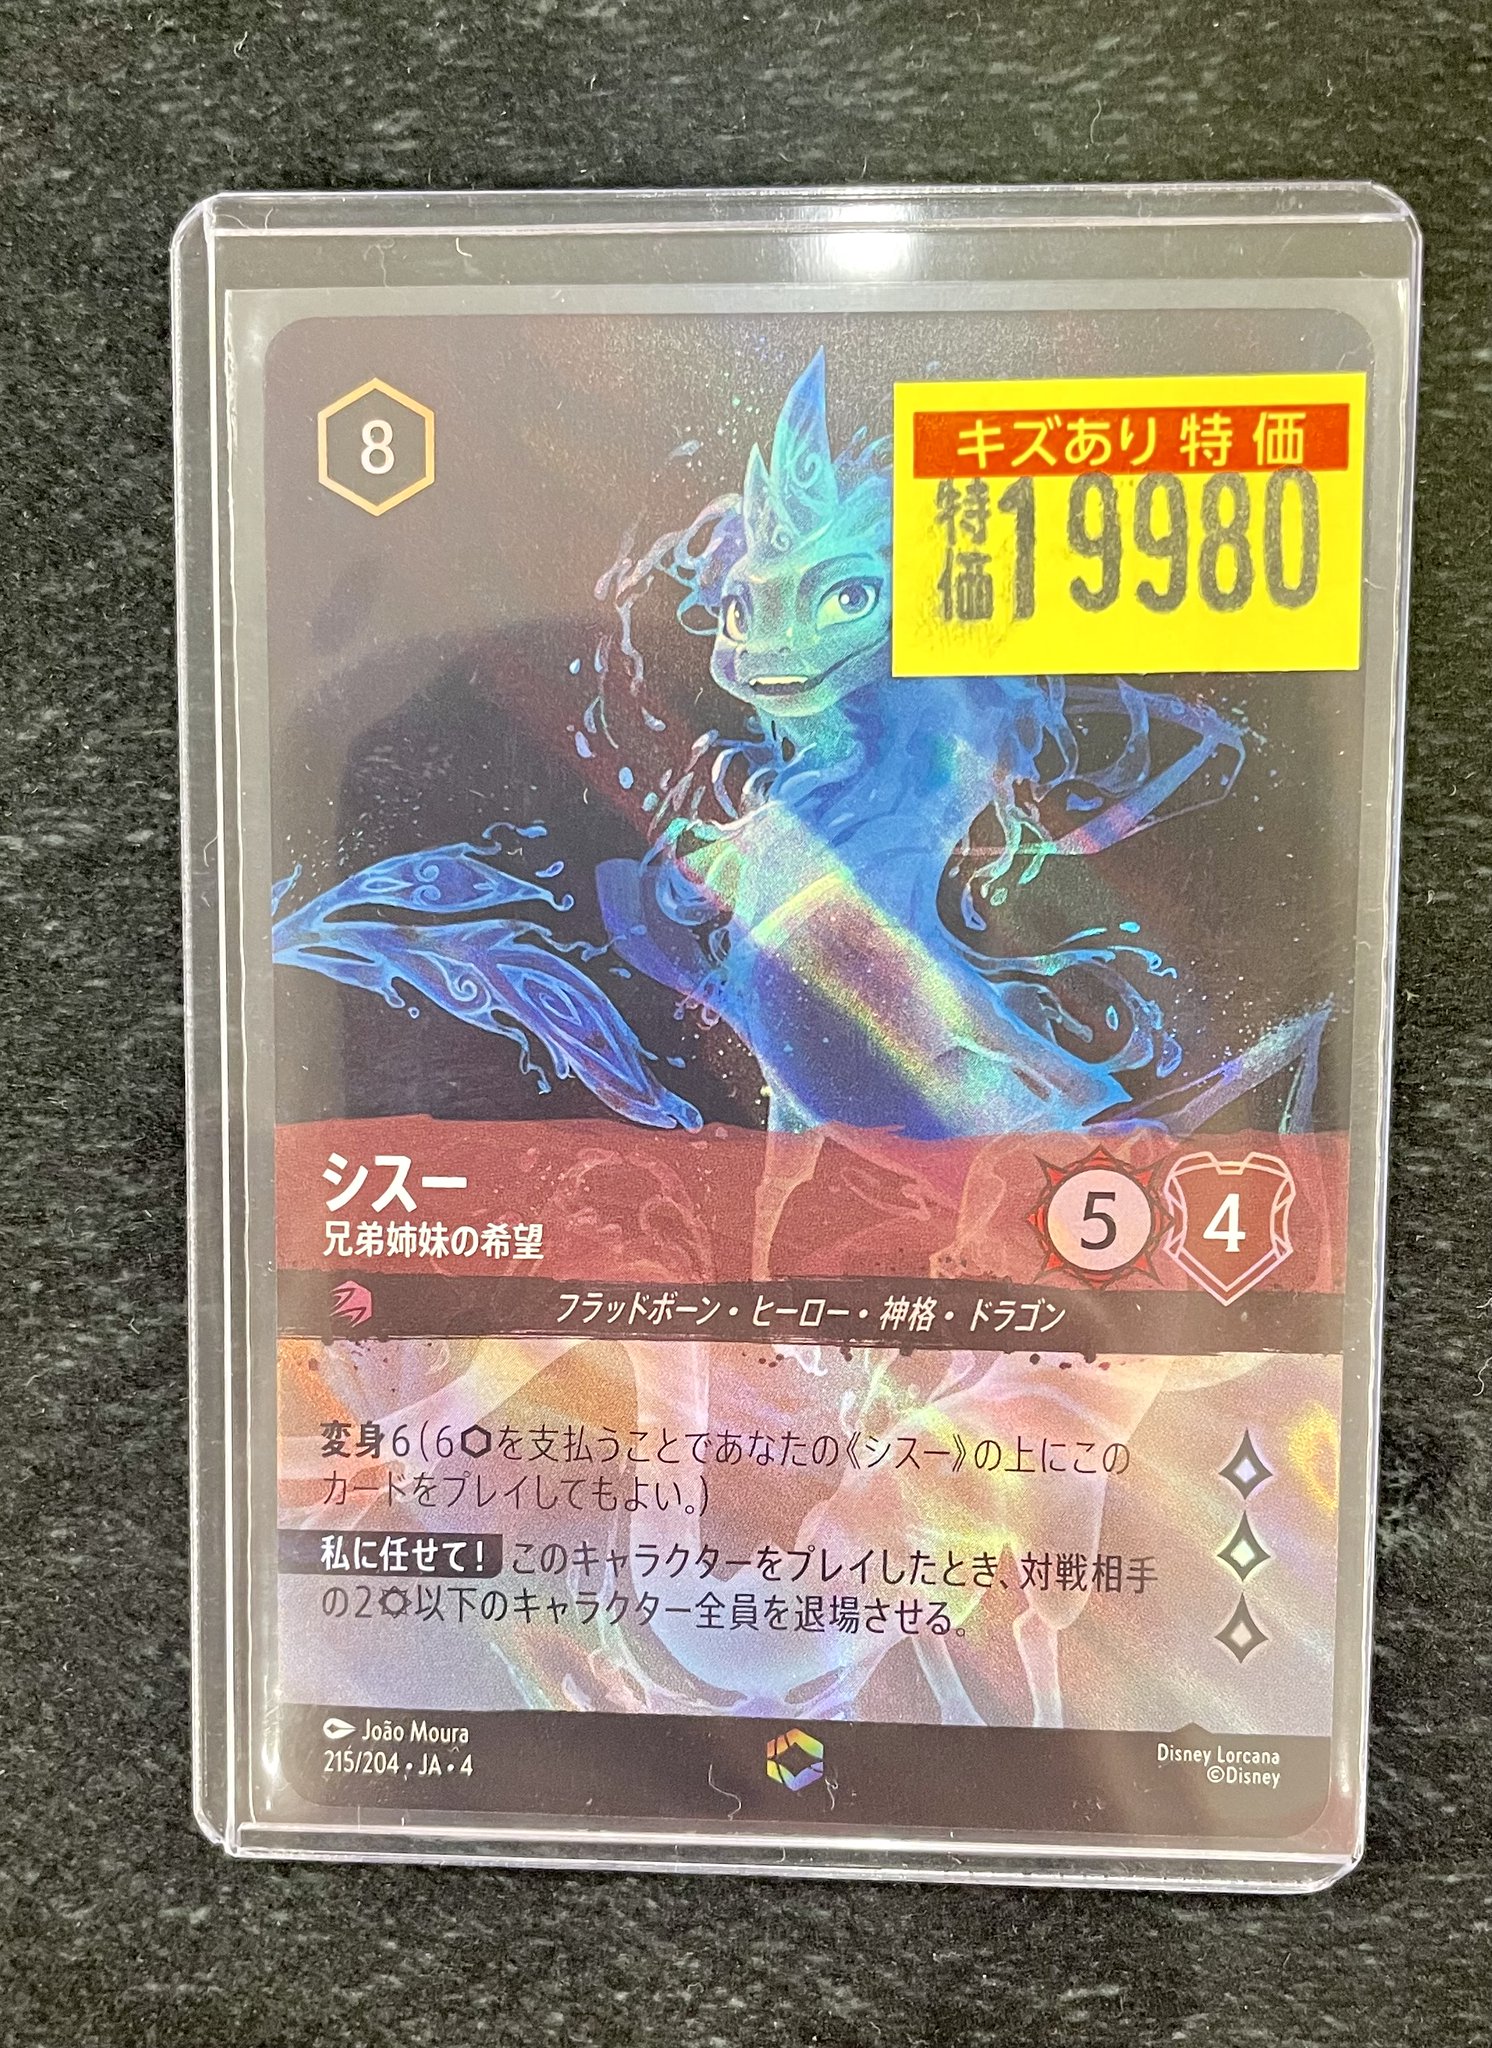 8
キズあり特価
特価19980
シスー
兄弟姉妹の希望
5
4
フラッドボーン・ヒーロー・神格・ドラゴン
変身6(6⬡を支払うことであなたの《シスー》の上にこの
カードをプレイしてもよい。)
私に任せて! このキャラクターをプレイしたとき、対戦相手
の2¤以下のキャラクター全員を退場させる。
João Moura
215/204・JA・4
Disney Lorcana
©Disney